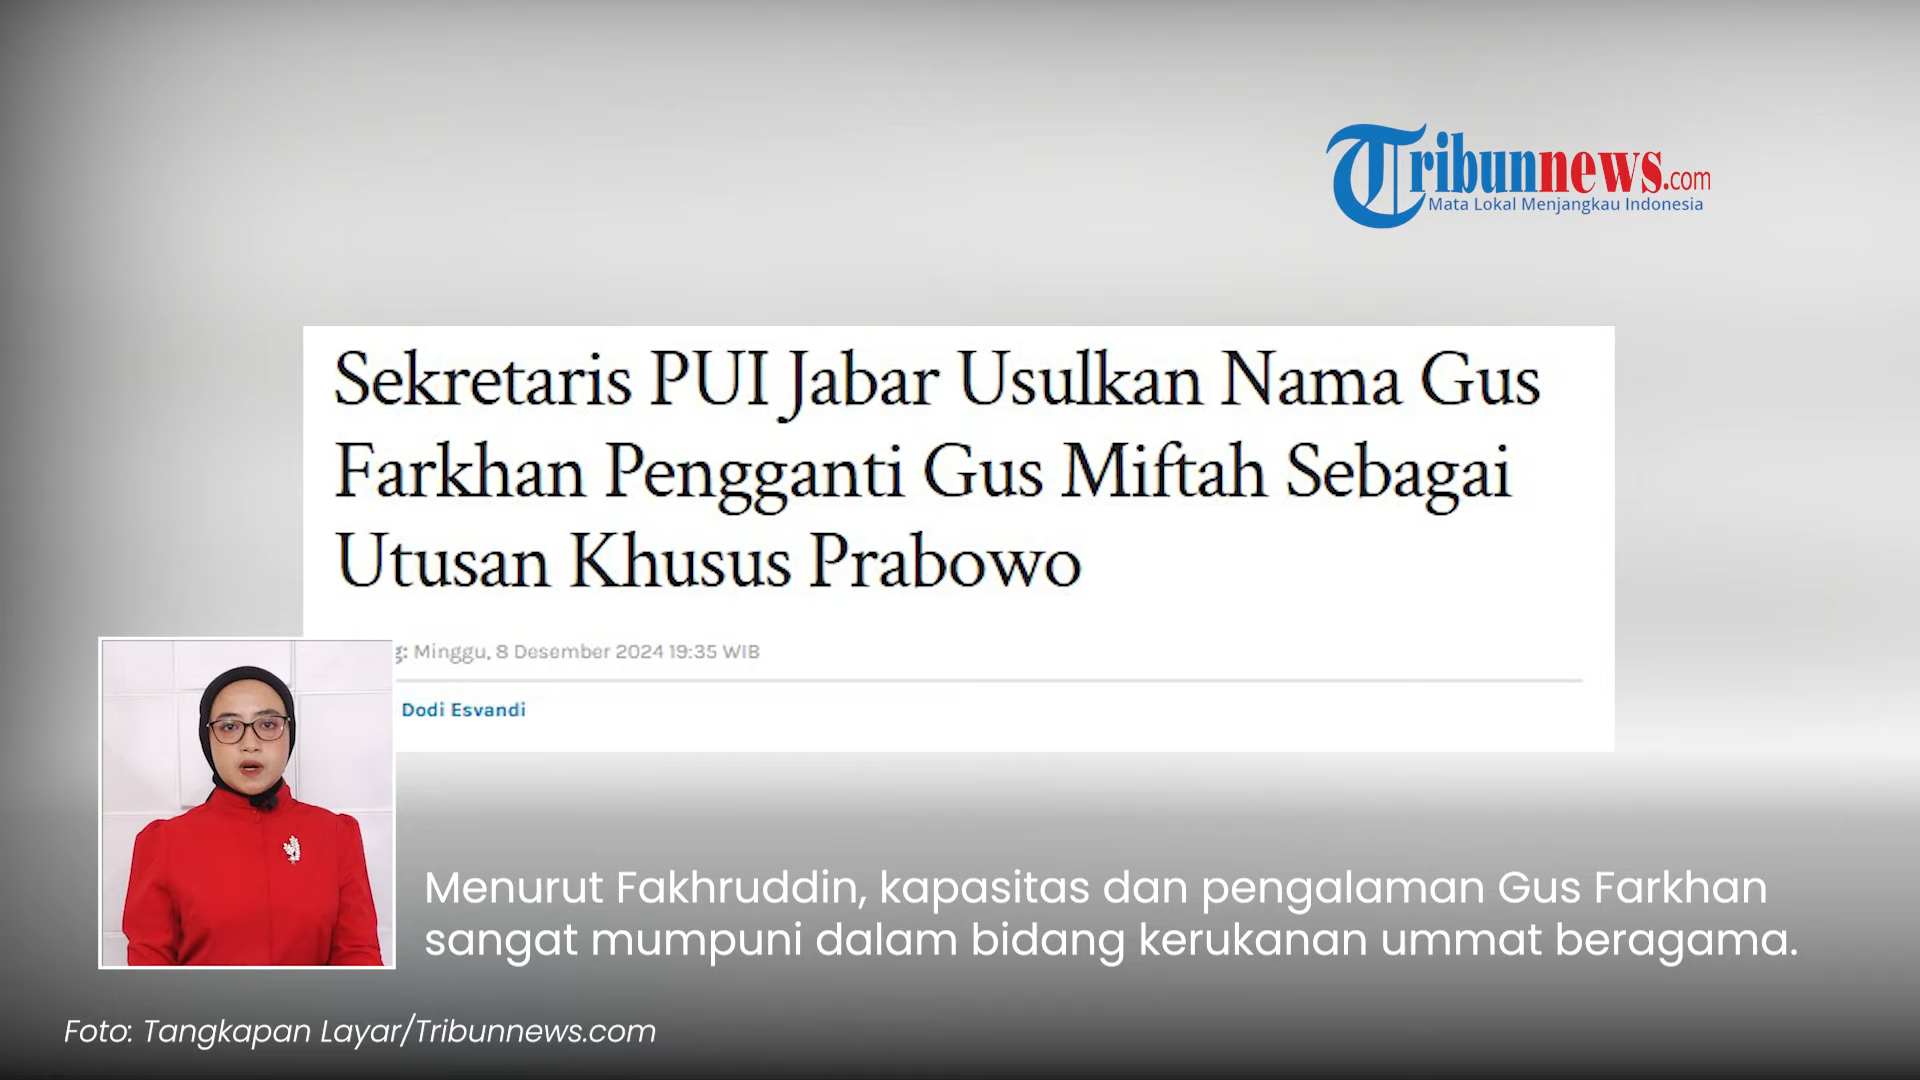 Tribunnews.com
Mata Lokal Menjangkau Indonesia
Sekretaris PUI Jabar Usulkan Nama Gus
Farkhan Pengganti Gus Miftah Sebagai
Utusan Khusus Prabowo
g: Minggu, 8 Desember 2024 19:35 WIB
Dodi Esvandi
Menurut Fakhruddin, kapasitas dan pengalaman Gus Farkhan
sangat mumpuni dalam bidang kerukanan ummat beragama.
Foto: Tangkapan Layar/Tribunnews.com